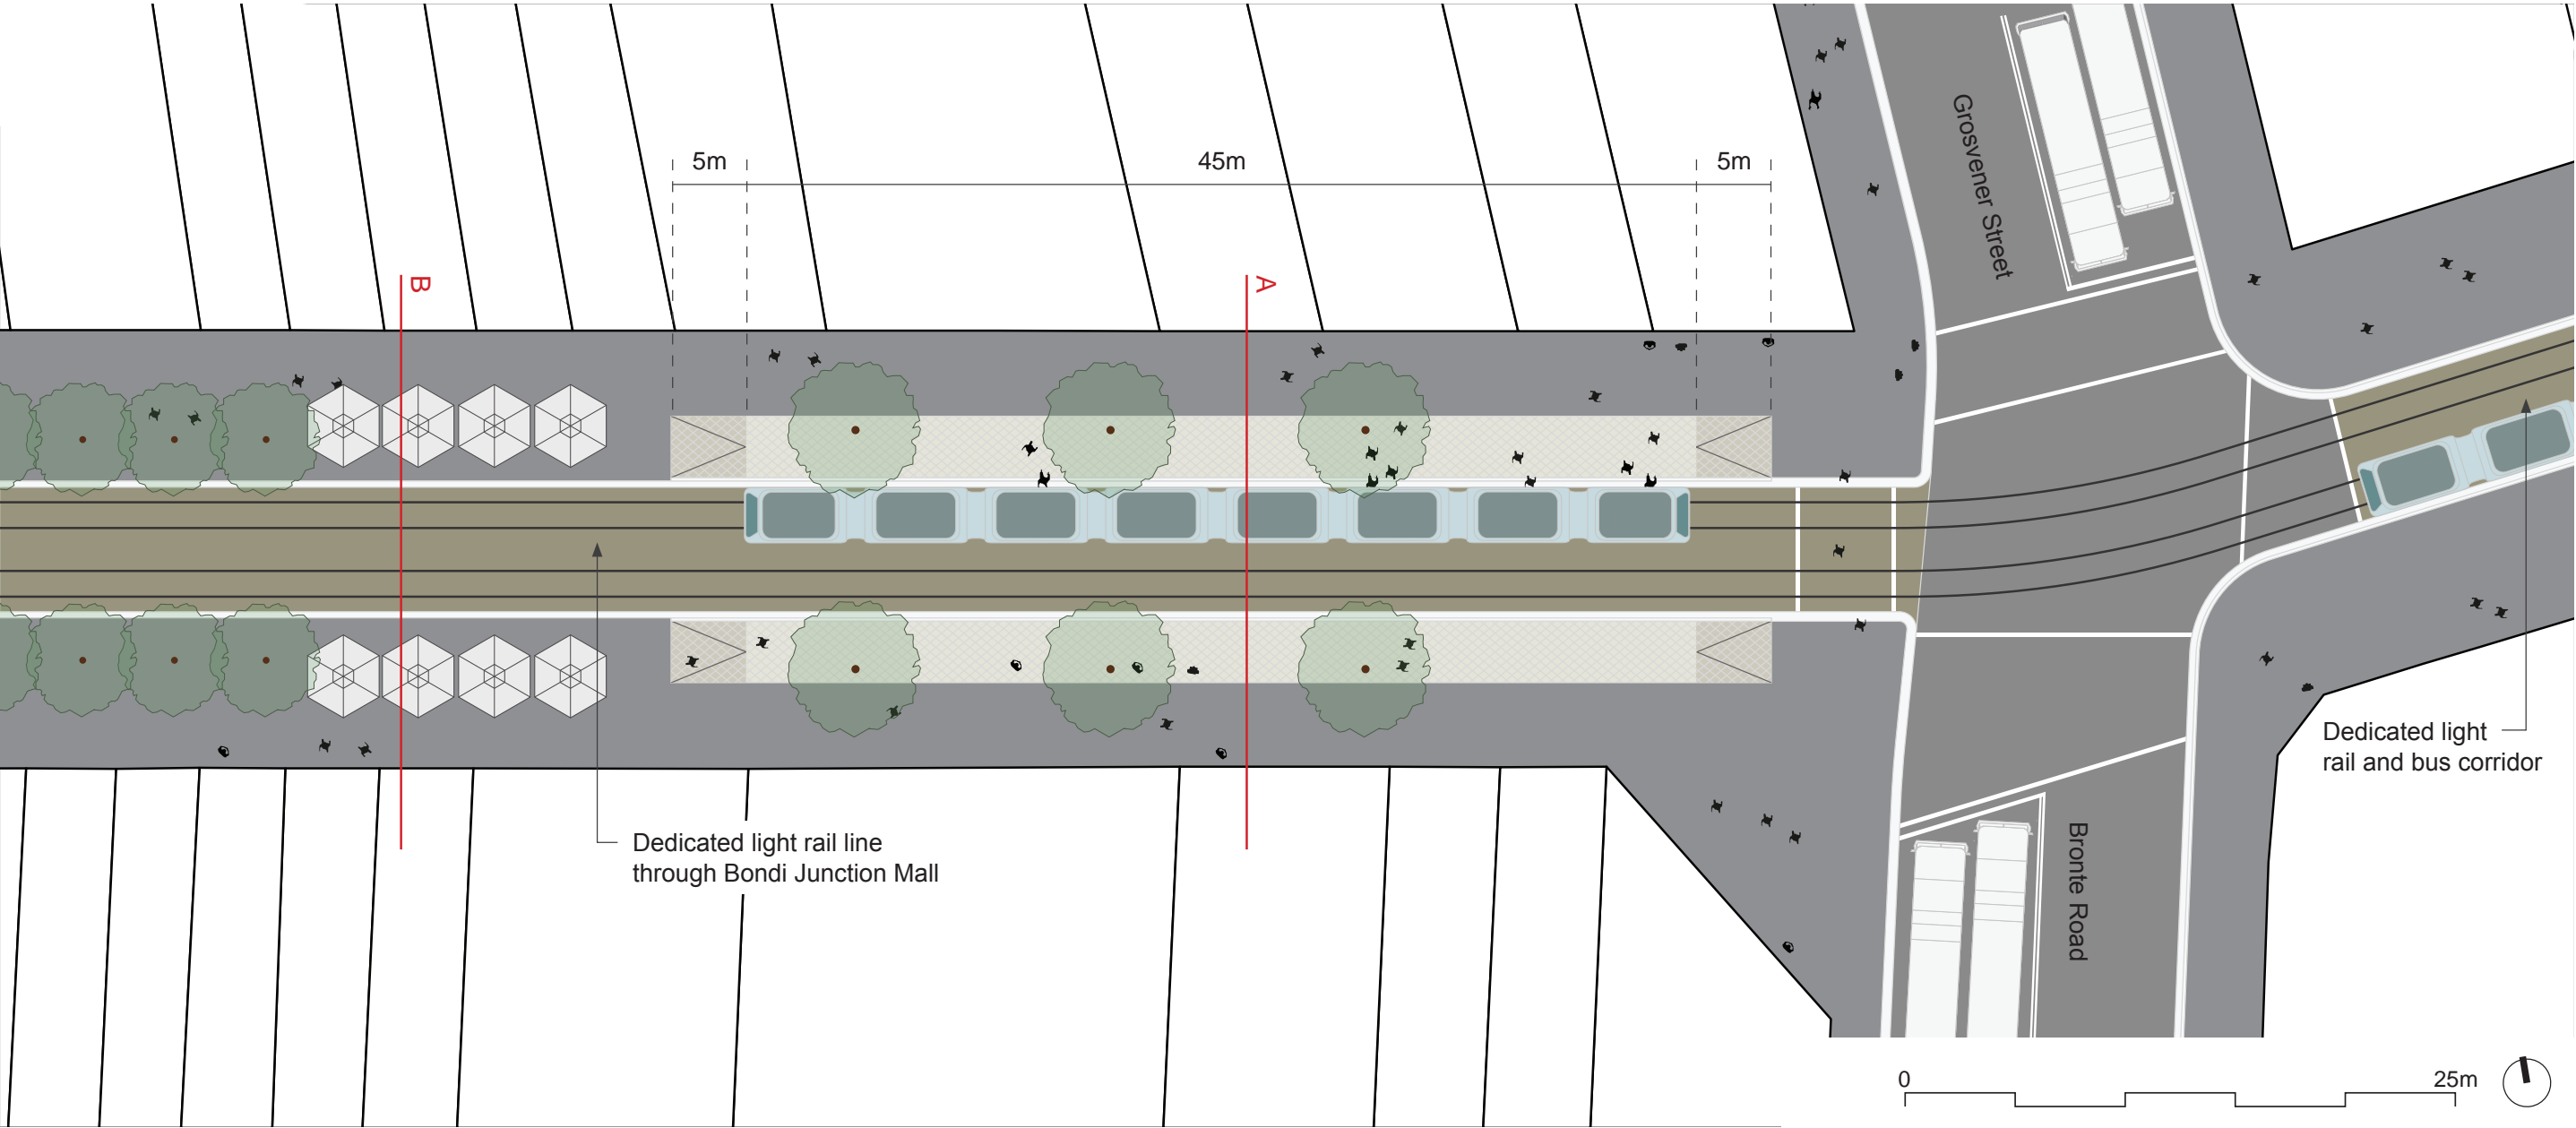 5m
45m
5m
Grosvener Street
B
A
Dedicated light
rail and bus corridor
Dedicated light rail line
through Bondi Junction Mall
Bronte Road
0
25m